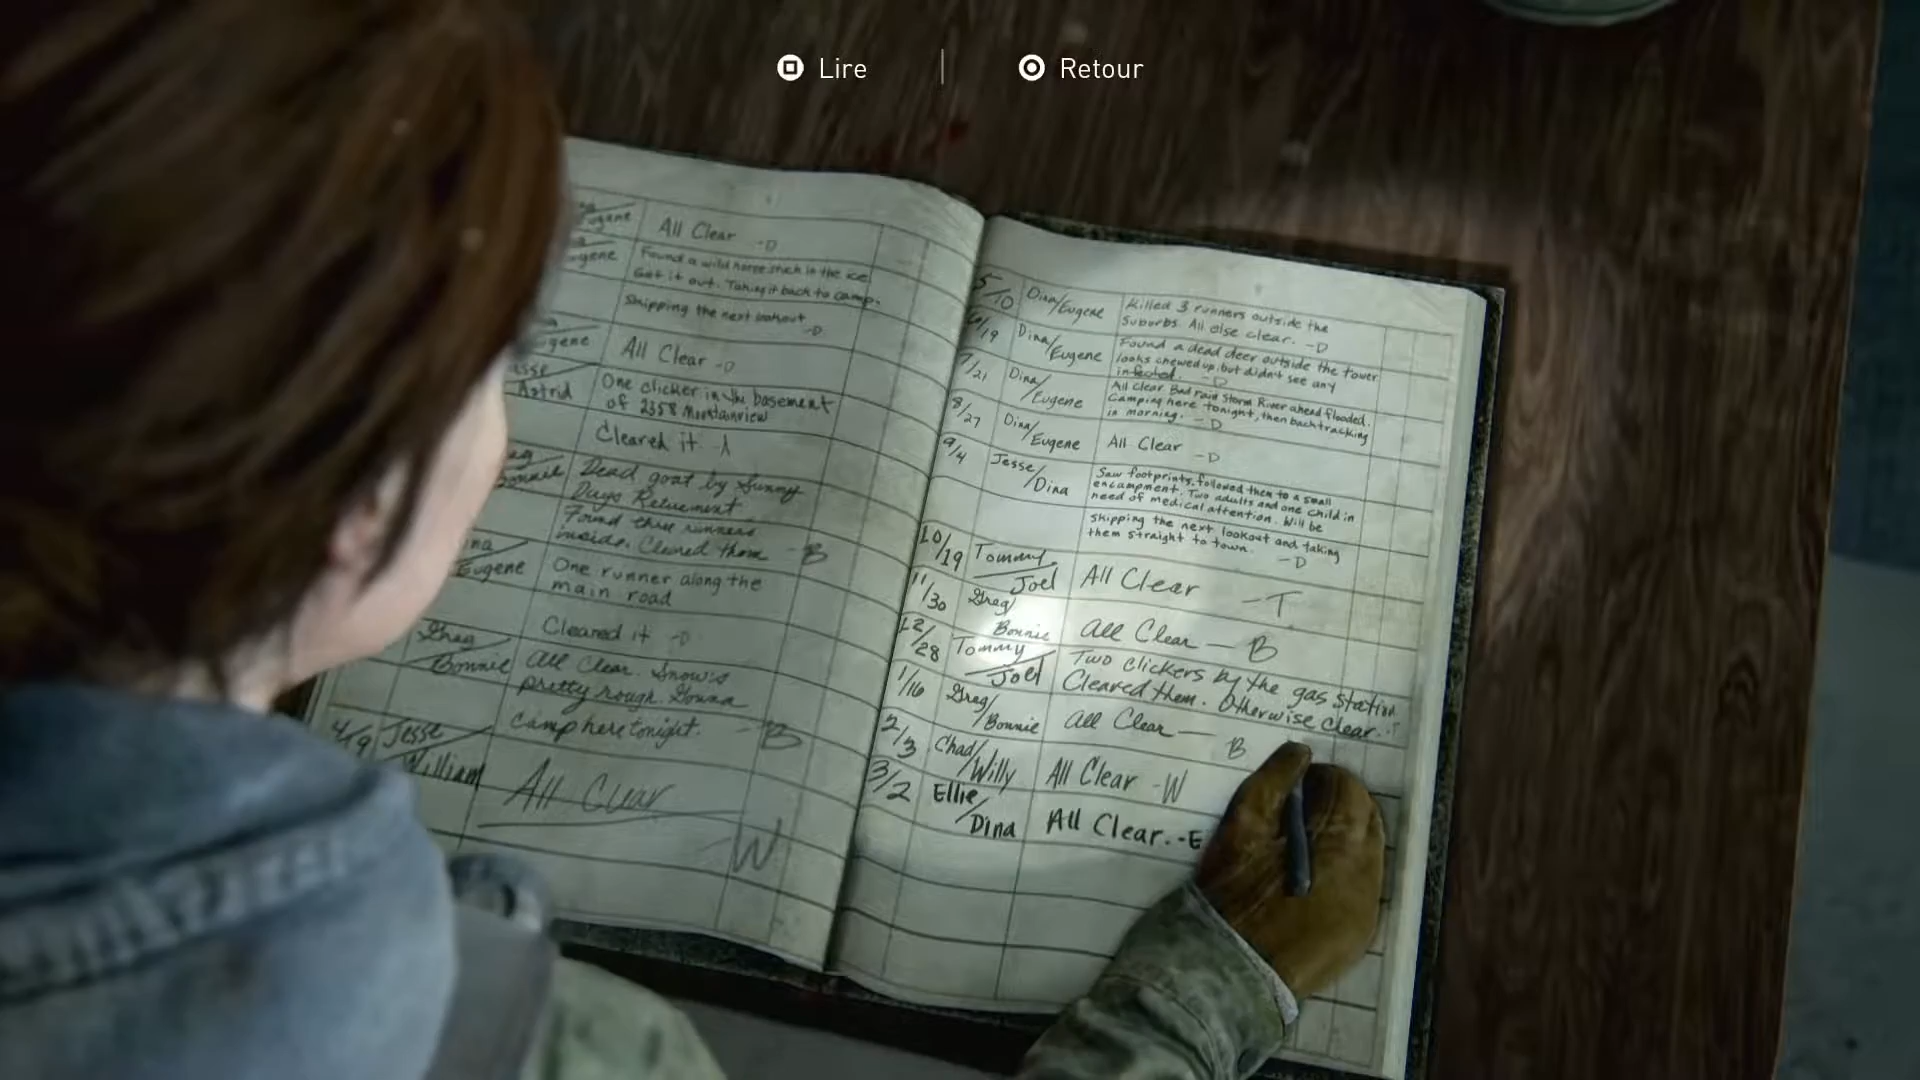 Lire
Retour
All Clear -D
Found a wild horse stuck in the ice
Got it out. Taking it back to camp.
Skipping the next lookout
-D
All Clear -D
Astrid
One clicker in the basement
of 2358 Mountainview
Cleared it -A
Bonnie
Dead goat by Sunny
Days Retirement
Found three runners
inside. Cleared them - B
Eugene
One runner along the
main road
Cleared it -D
Greg
Bonnie
All Clear. Snow's
pretty rough. Gonna
camp here tonight. - B
4/9 Jesse
William
All Clear
-W
5/10 Dina/Eugene
Killed 3 runners outside the
suburbs. All else clear. -D
6/19 Dina/Eugene
Found a dead deer outside the tower
looks chewed up, but didn't see any
infected. -D
7/21 Dina/Eugene
All clear. Bad rain storm. River ahead flooded.
Camping here tonight, then backtracking
in morning. -D
8/27 Dina/Eugene
All Clear -D
9/4 Jesse/Dina
Saw footprints, followed them to a small
encampment. Two adults and one child in
need of medical attention. Will be
skipping the next lookout and taking
them straight to town. -D
10/19 Tommy
Joel
All Clear -T
11/30 Greg/
Bonnie
All Clear - B
12/28 Tommy
Joel
Two clickers by the gas station
Cleared them. Otherwise clear.
1/16 Greg/
Bonnie
All Clear - B
2/3 Chad/Willy
All Clear -W
3/2 Ellie/
Dina
All Clear. -E